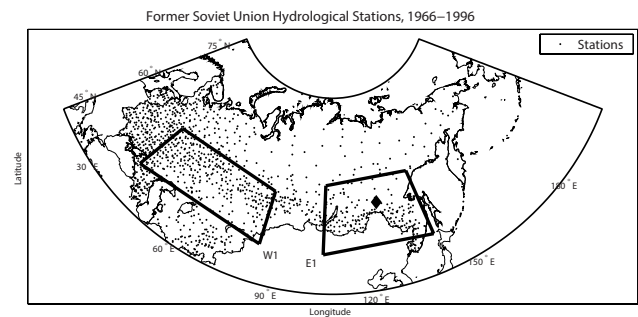 Former Soviet Union Hydrological Stations, 1966−1996
Stations
75°N
60°N
45°N
30°E
60°E
90°E
120°E
150°E
180°E
W1
E1
Latitude
Longitude